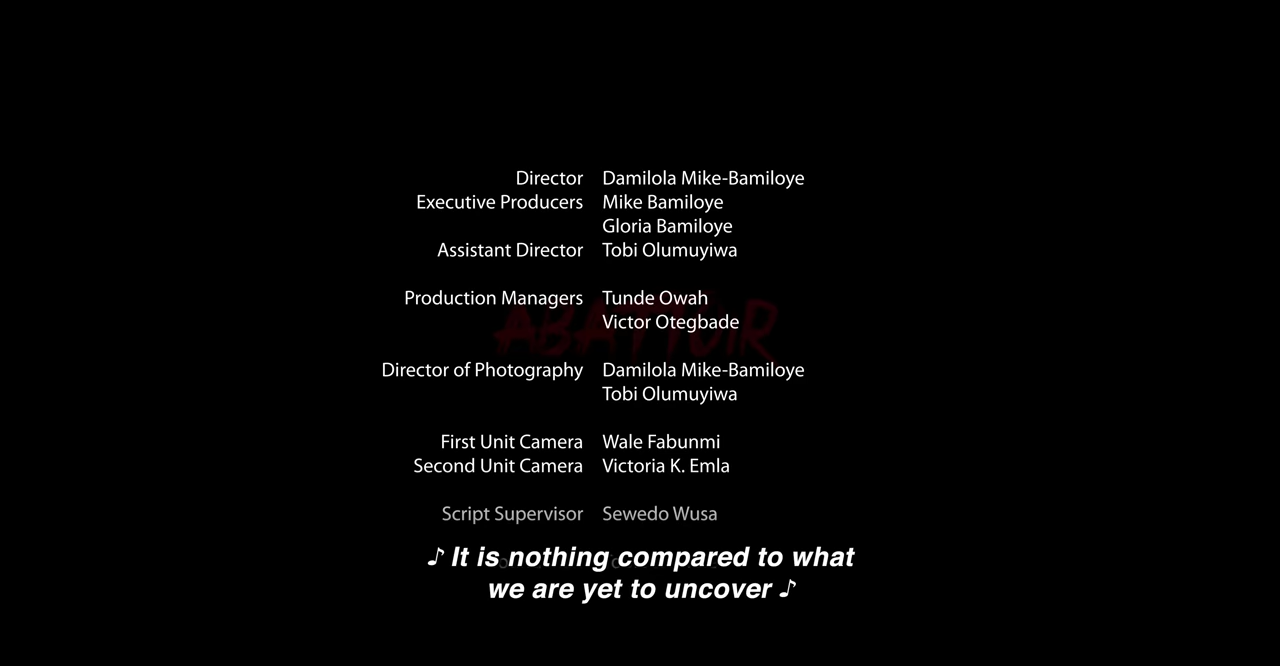 Director Damilola Mike-Bamiloye
Executive Producers Mike Bamiloye
Gloria Bamiloye
Assistant Director Tobi Olumuyiwa
Production Managers Tunde Owah
Victor Otegbade
ABATTOIR
Director of Photography Damilola Mike-Bamiloye
Tobi Olumuyiwa
First Unit Camera Wale Fabunmi
Second Unit Camera Victoria K. Emla
Script Supervisor Sewedo Wusa
♪ It is nothing compared to what
we are yet to uncover ♪